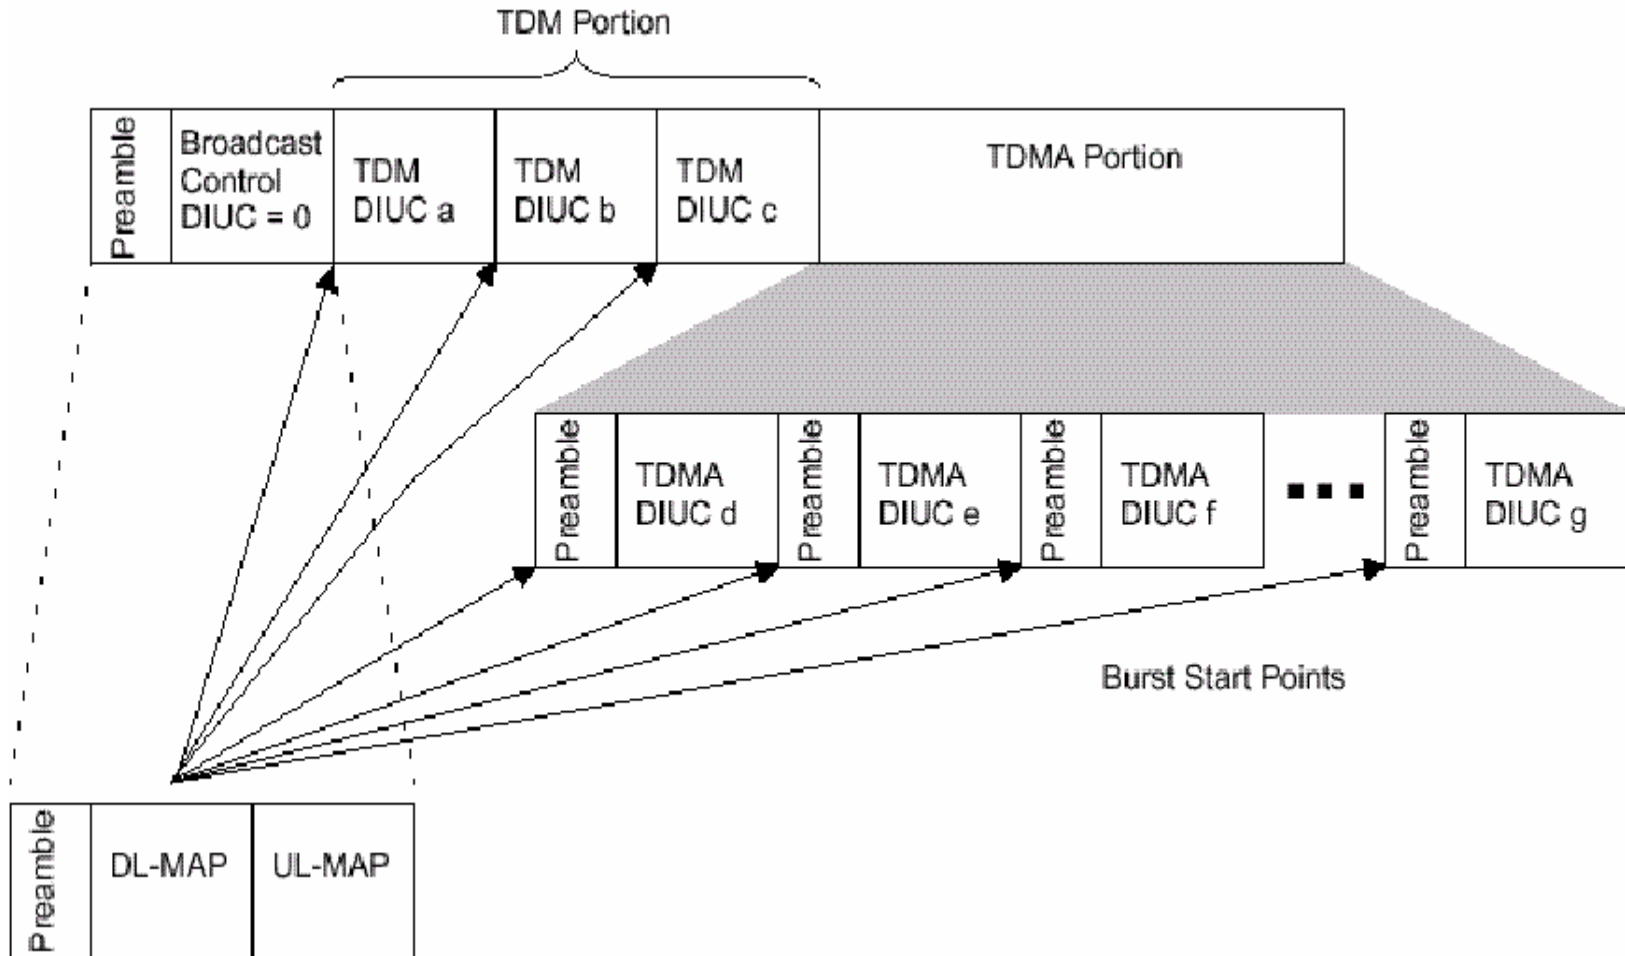 TDM Portion
Preamble
Broadcast
Control
DIUC = 0
TDM
DIUC a
TDM
DIUC b
TDM
DIUC c
TDMA Portion
Preamble
TDMA
DIUC d
Preamble
TDMA
DIUC e
Preamble
TDMA
DIUC f
Preamble
TDMA
DIUC g
Burst Start Points
Preamble
DL-MAP
UL-MAP